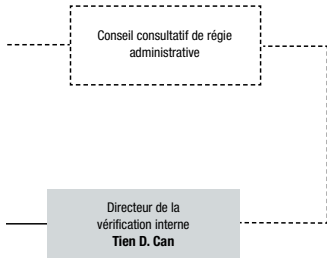 Conseil consultatif de régie
administrative
Directeur de la
vérification interne
Tien D. Can